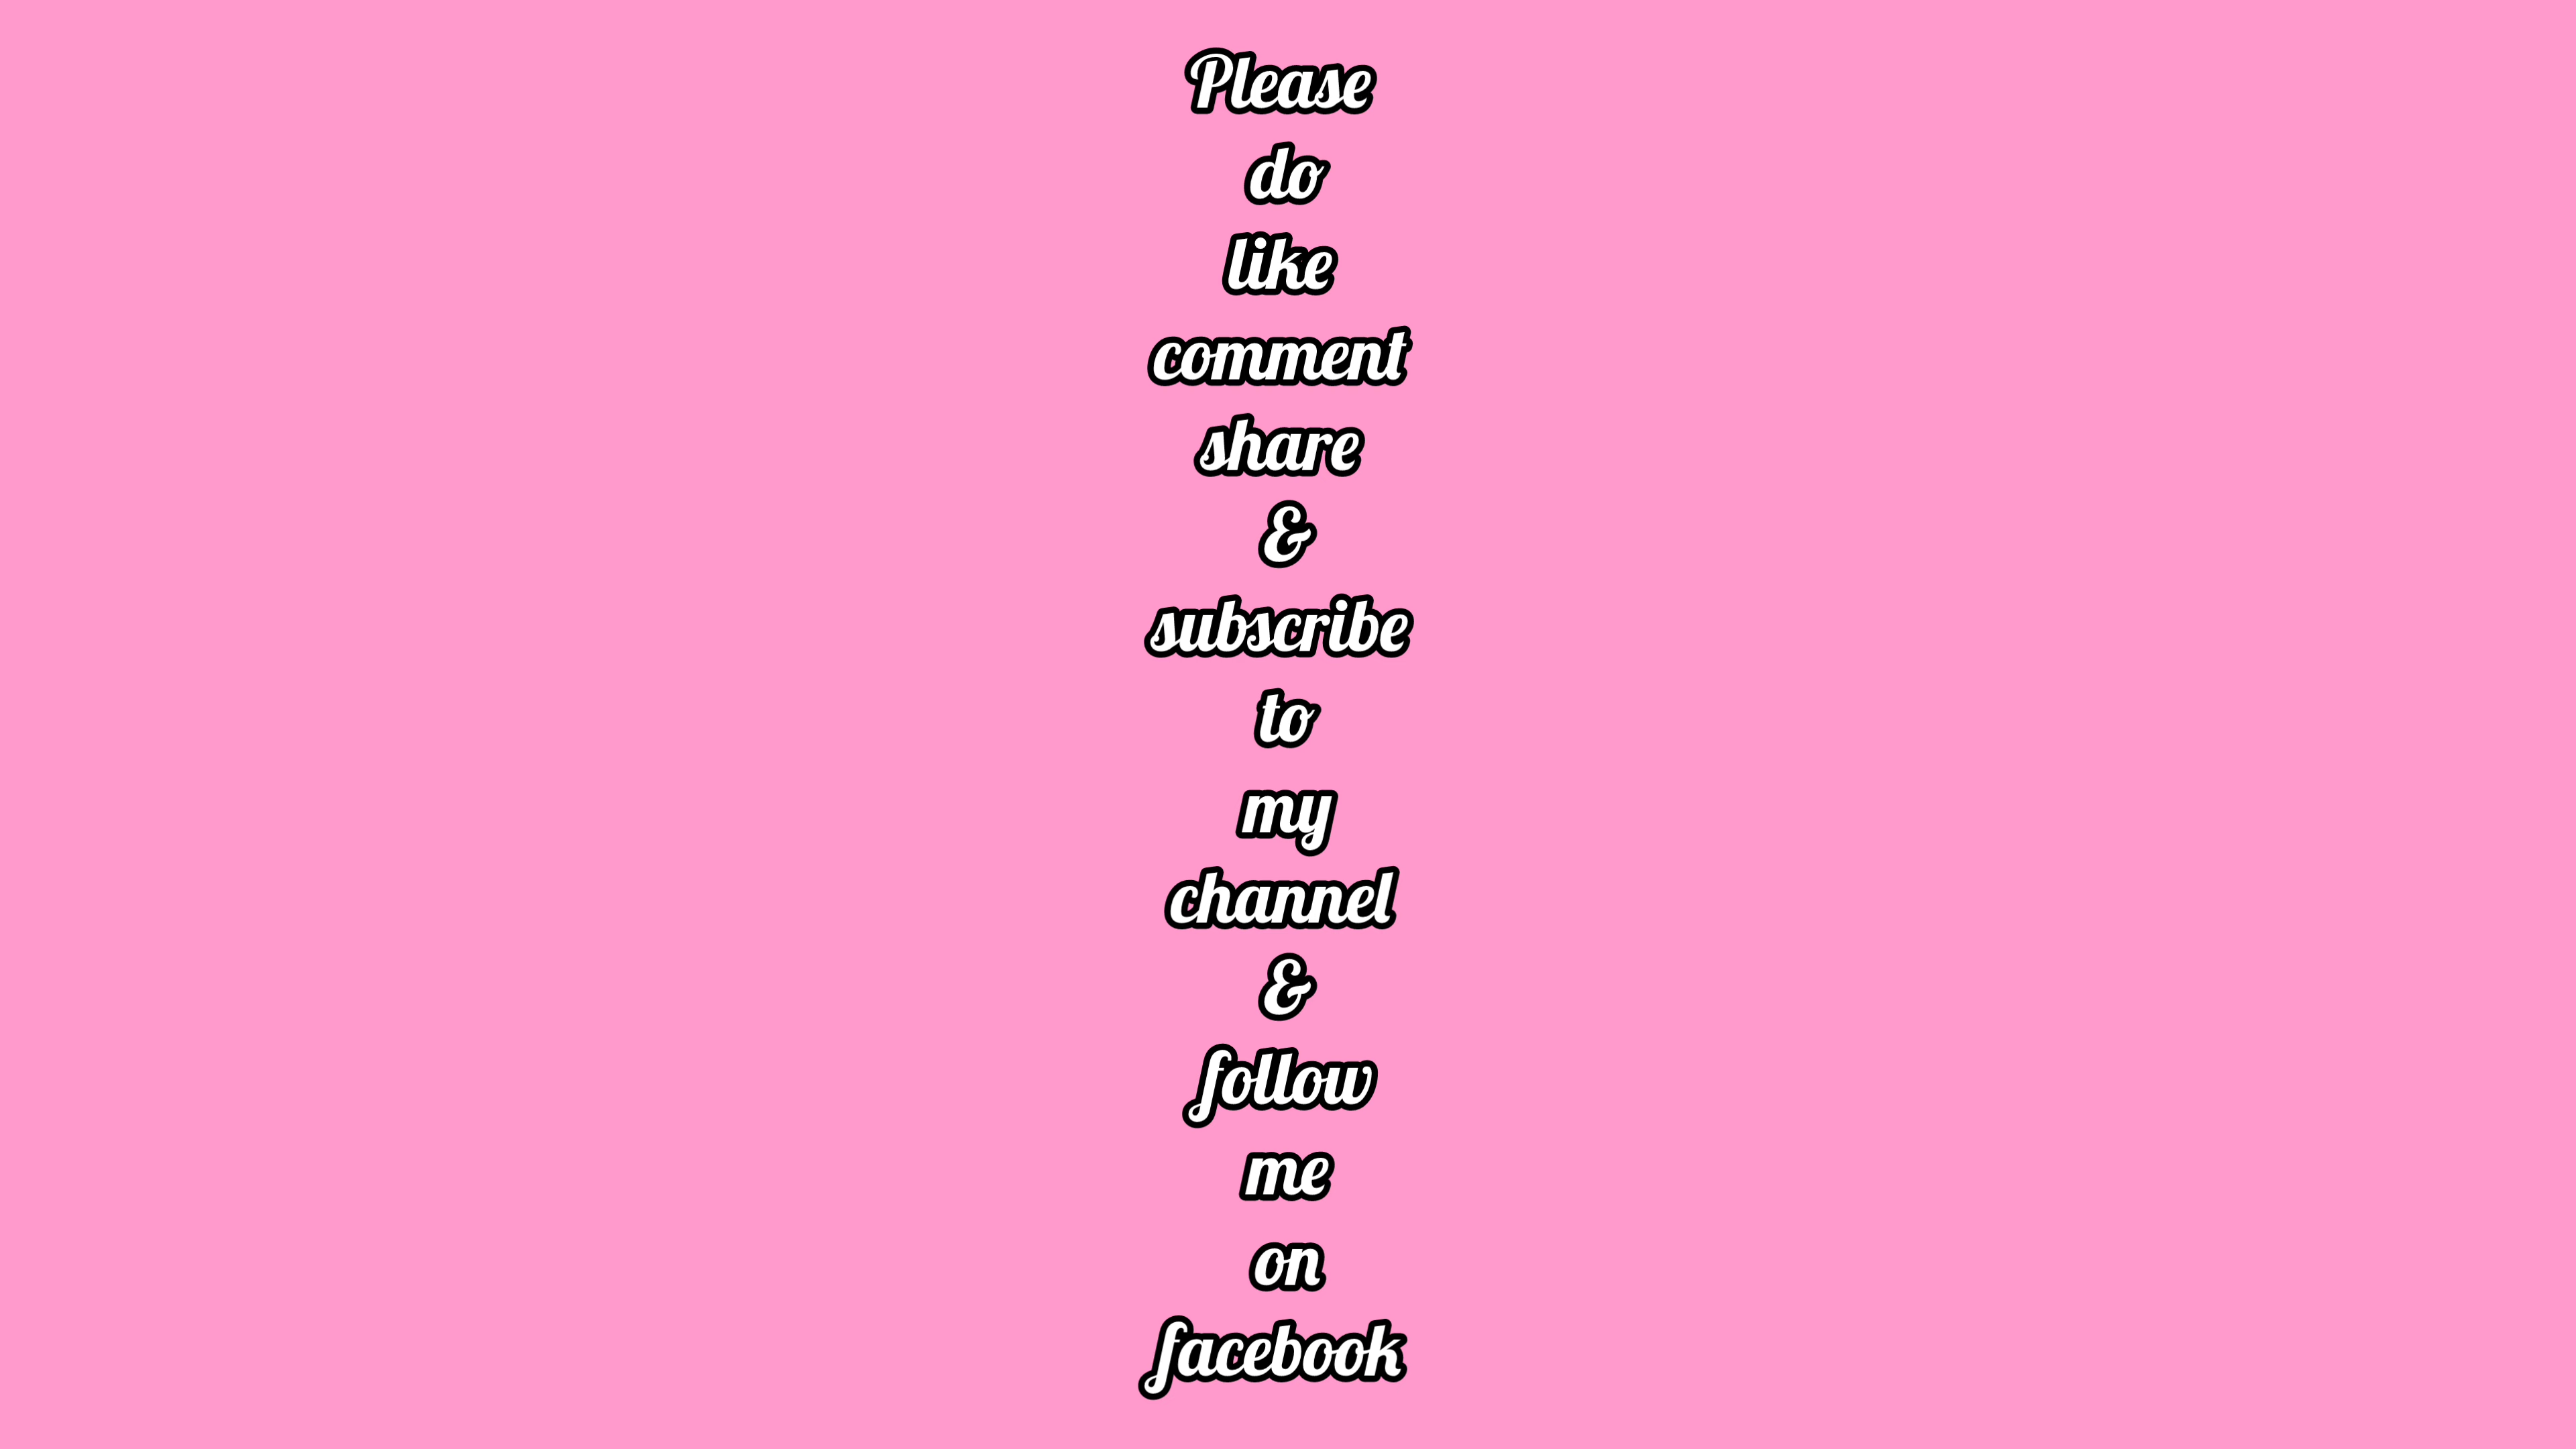 Please
do
like
comment
share
&
subscribe
to
my
channel
&
follow
me
on
facebook